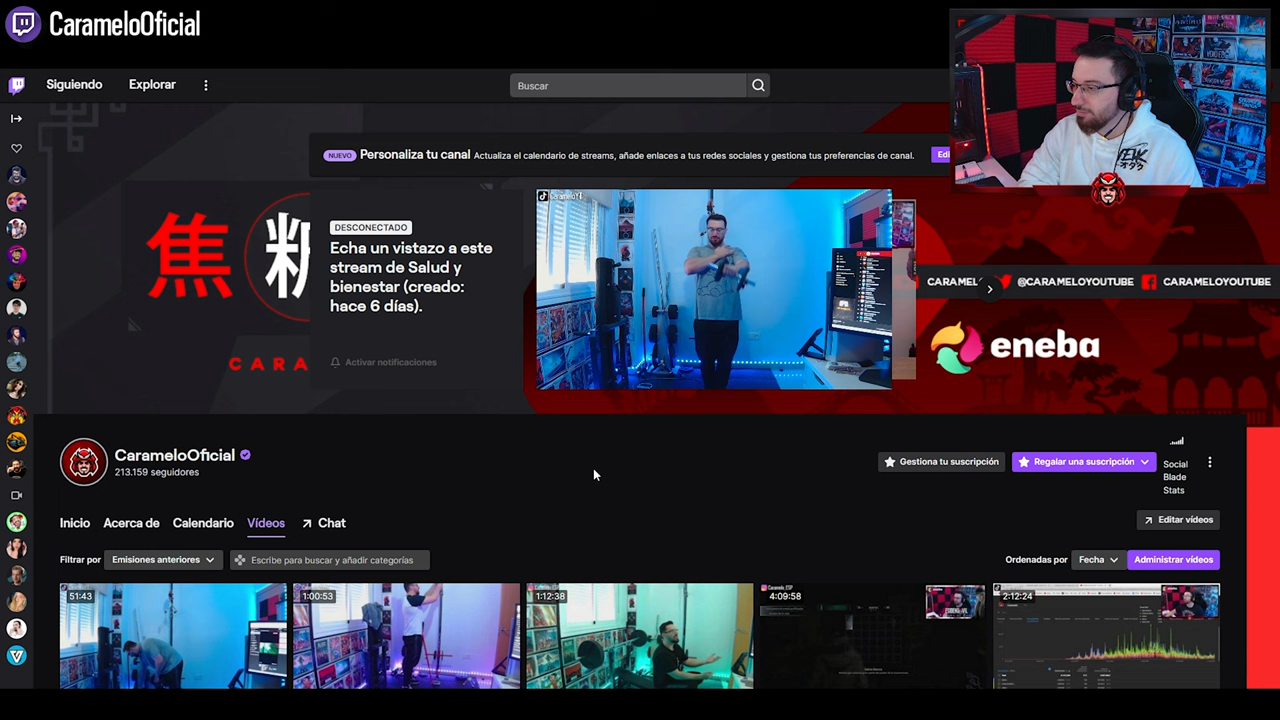 CarameloOficial
Siguiendo
Explorar
Buscar
NUEVO
Personaliza tu canal
Actualiza el calendario de streams, añade enlaces a tus redes sociales y gestiona tus preferencias de canal.
Edi
焦
CARA
DESCONECTADO
Echa un vistazo a este
stream de Salud y
bienestar (creado:
hace 6 días).
Activar notificaciones
CarameloYT
CARAMEL
@CARAMELOYOUTUBE
CARAMELOYOUTUBE
eneba
CarameloOficial
213.159 seguidores
Gestiona tu suscripción
Regalar una suscripción
Social
Blade
Stats
Inicio
Acerca de
Calendario
Vídeos
Chat
Editar vídeos
Filtrar por
Emisiones anteriores
Escribe para buscar y añadir categorías
Ordenadas por
Fecha
Administrar vídeos
51:43
1:00:53
1:12:38
4:09:58
2:12:24